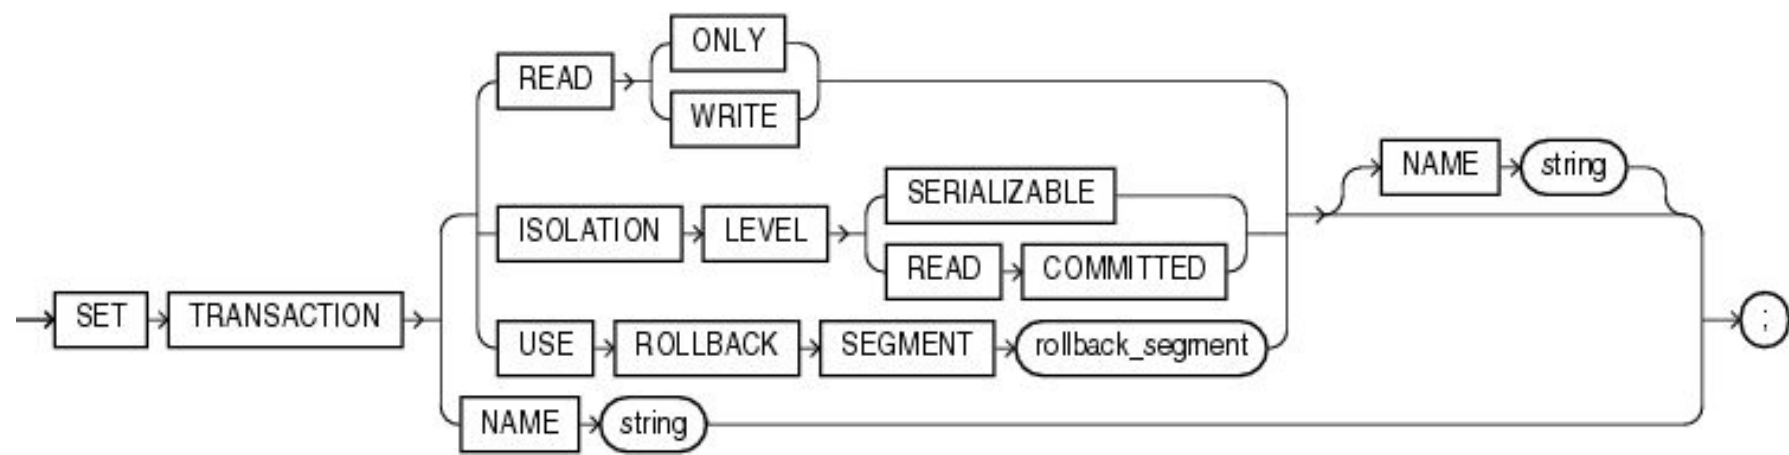 ONLY
READ
WRITE
NAME string
SERIALIZABLE
ISOLATION LEVEL
READ COMMITTED
SET TRANSACTION
;
USE ROLLBACK SEGMENT rollback_segment
NAME string